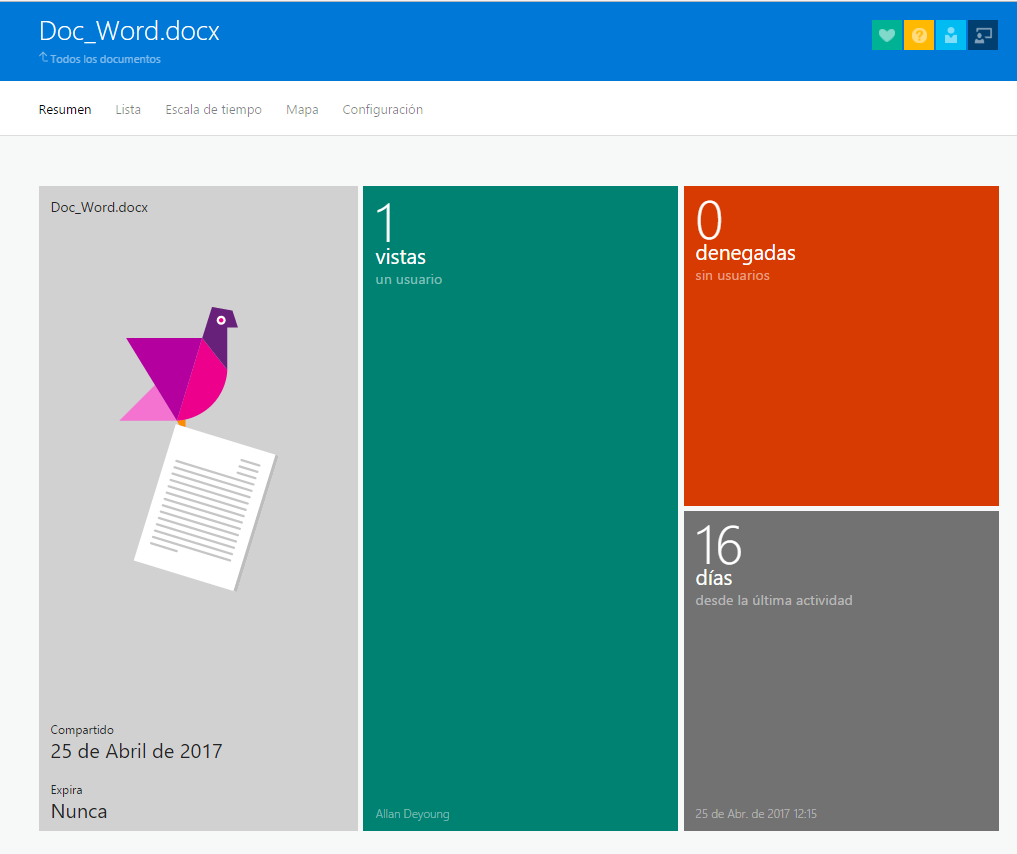 Doc_Word.docx
Todos los documentos
Resumen Lista Escala de tiempo Mapa Configuración
Doc_Word.docx
Compartido
25 de Abril de 2017
Expira
Nunca
1
vistas
un usuario
Allan Deyoung
0
denegadas
sin usuarios
16
días
desde la última actividad
25 de Abr. de 2017 12:15